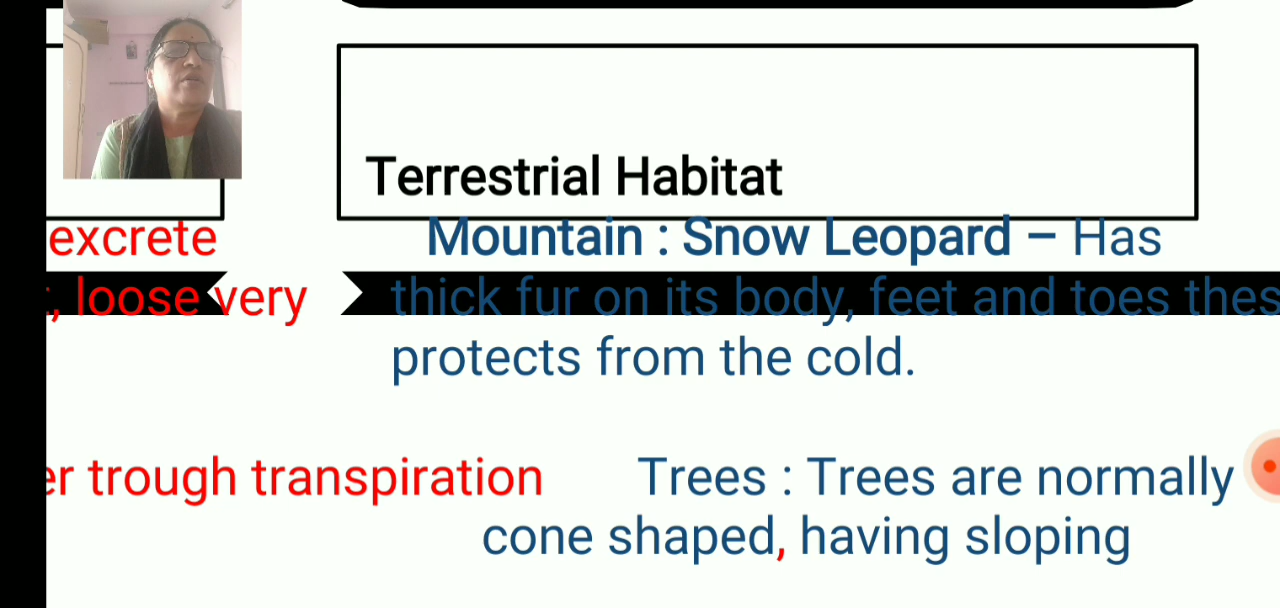 Terrestrial Habitat
excrete Mountain : Snow Leopard – Has
, loose very thick fur on its body, feet and toes thes
protects from the cold.
er trough transpiration Trees : Trees are normally
cone shaped, having sloping